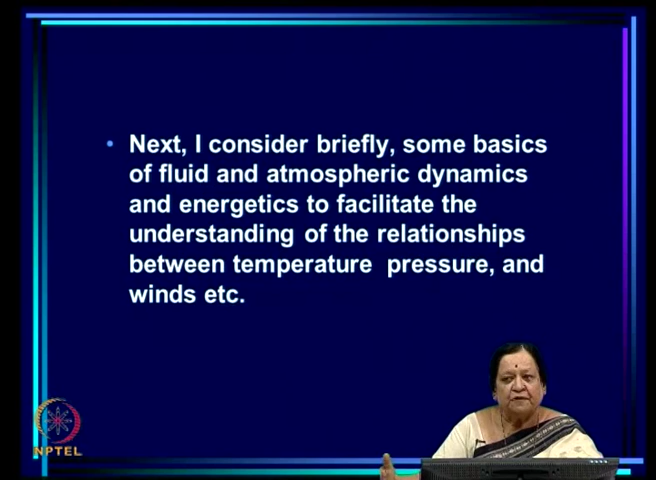 • Next, I consider briefly, some basics
of fluid and atmospheric dynamics
and energetics to facilitate the
understanding of the relationships
between temperature pressure, and
winds etc.
NPTEL